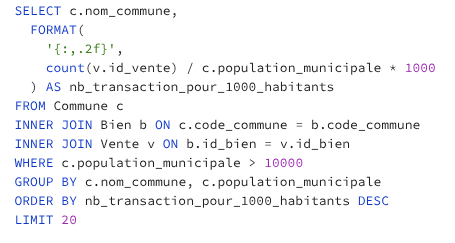 SELECT c.nom_commune,
FORMAT(
'{:,.2f}',
count(v.id_vente) / c.population_municipale * 1000
) AS nb_transaction_pour_1000_habitants
FROM Commune c
INNER JOIN Bien b ON c.code_commune = b.code_commune
INNER JOIN Vente v ON b.id_bien = v.id_bien
WHERE c.population_municipale > 10000
GROUP BY c.nom_commune, c.population_municipale
ORDER BY nb_transaction_pour_1000_habitants DESC
LIMIT 20